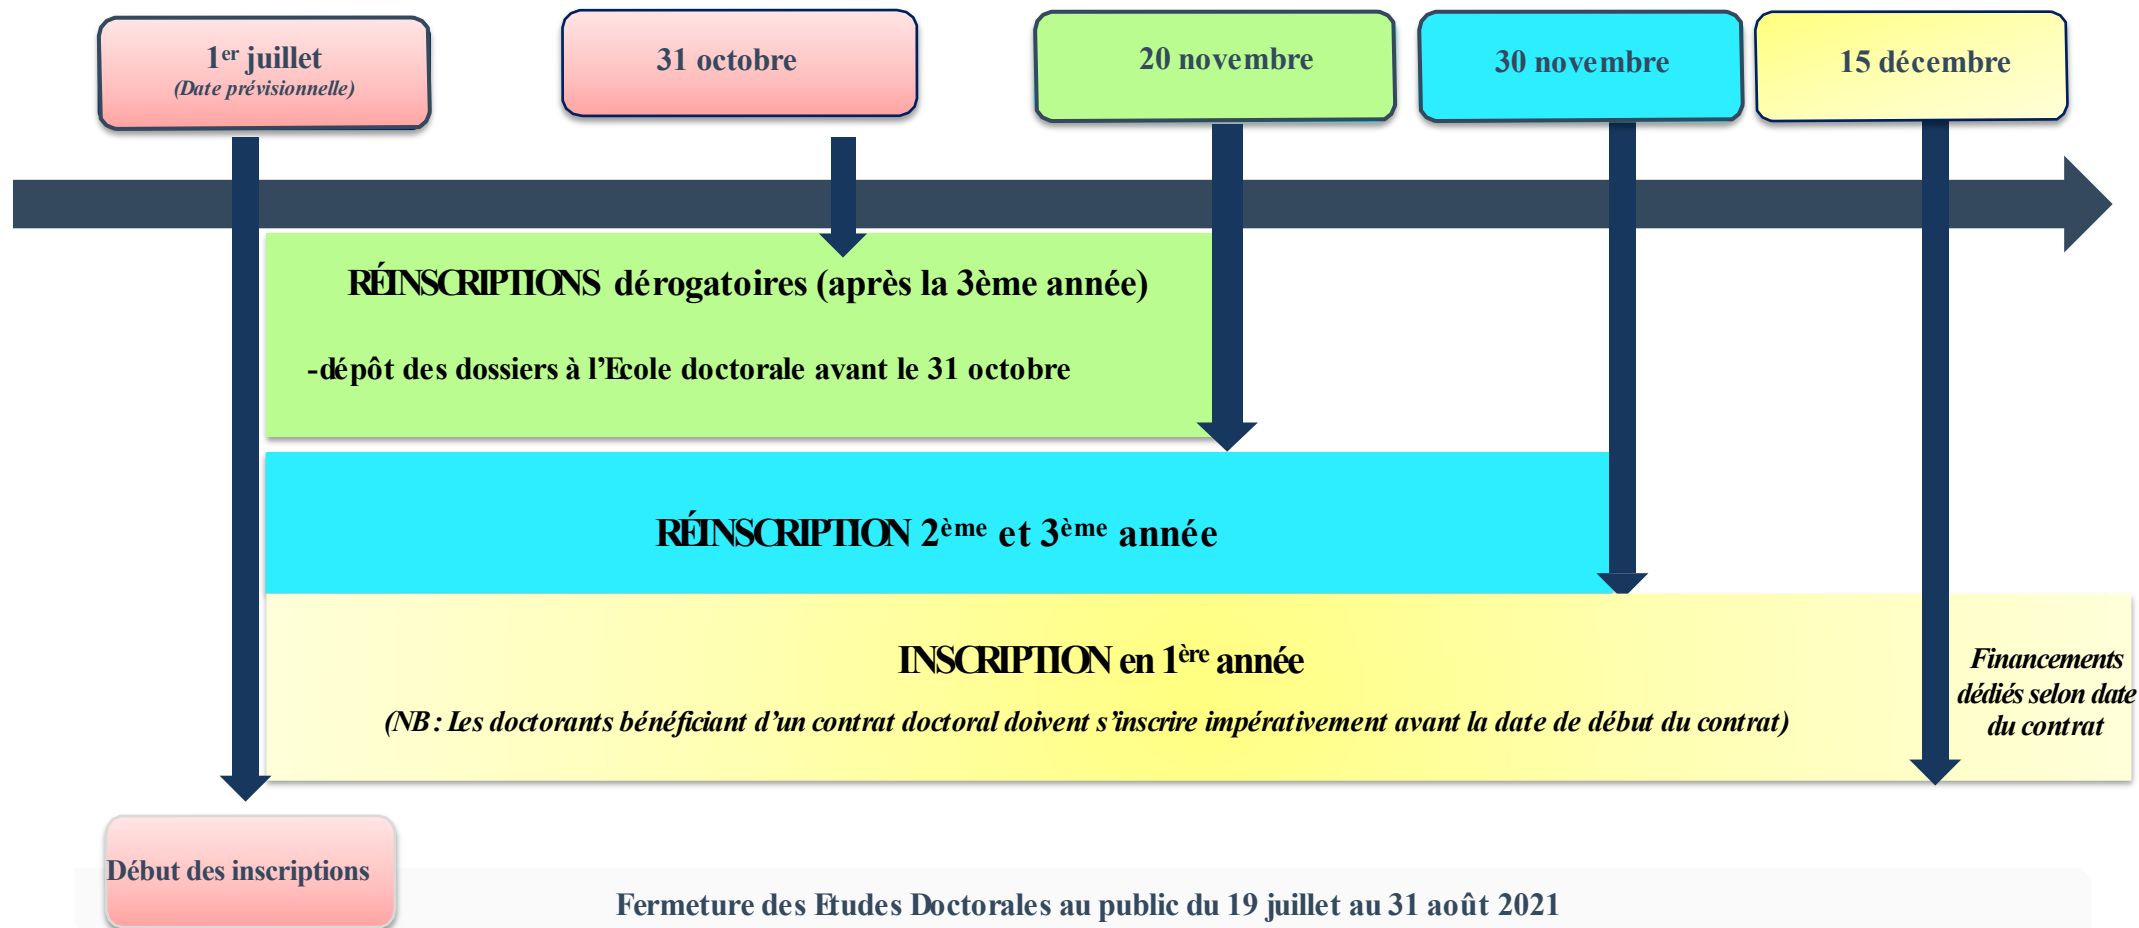 1er juillet
(Date prévisionnelle)
31 octobre
20 novembre
30 novembre
15 décembre
RÉINSCRIPTIONS dérogatoires (après la 3ème année)
-dépôt des dossiers à l’Ecole doctorale avant le 31 octobre
RÉINSCRIPTION 2ème et 3ème année
INSCRIPTION en 1ère année
(NB : Les doctorants bénéficiant d’un contrat doctoral doivent s’inscrire impérativement avant la date de début du contrat)
Financements
dédiés selon date
du contrat
Début des inscriptions
Fermeture des Etudes Doctorales au public du 19 juillet au 31 août 2021